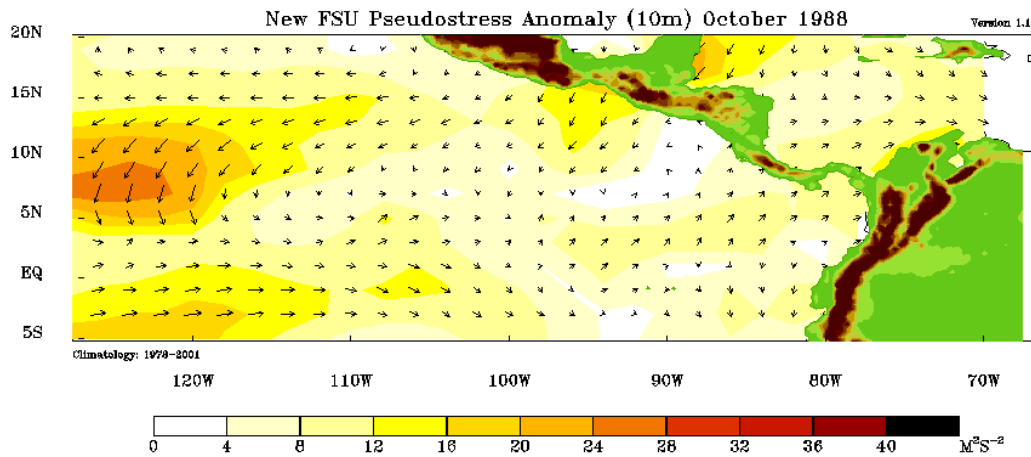 New FSU Pseudostress Anomaly (10m) October 1988
Version 1.1
20N
15N
10N
5N
EQ
5S
Climatology: 1978-2001
120W 110W 100W 90W 80W 70W
0 4 8 12 16 20 24 28 32 36 40 M²S⁻²